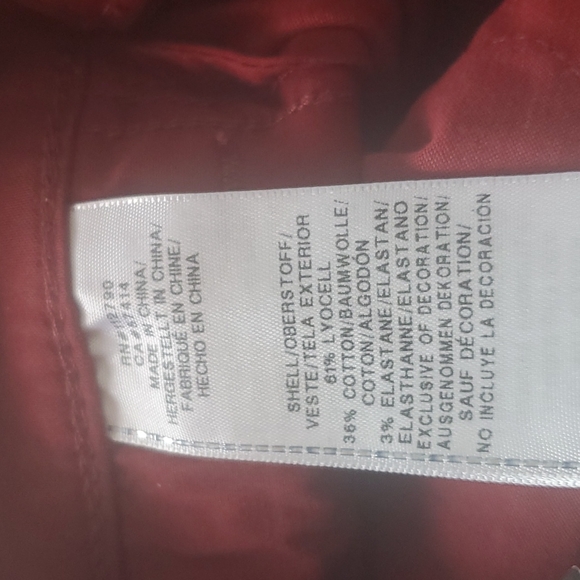 MADE IN CHINA/
HERGESTELLT IN CHINA/
FABRIQUÉ EN CHINE/
HECHO EN CHINA
SHELL/OBERSTOFF/
VESTE/TELA EXTERIOR
61% LYOCELL
36% COTTON/BAUMWOLLE/
COTON/ALGODÓN
3% ELASTANE/ELASTAN/
ELASTHANNE/ELASTANO
EXCLUSIVE OF DECORATION/
AUSGENOMMEN DEKORATION/
SAUF DÉCORATION/
NO INCLUYE LA DECORACIÓN